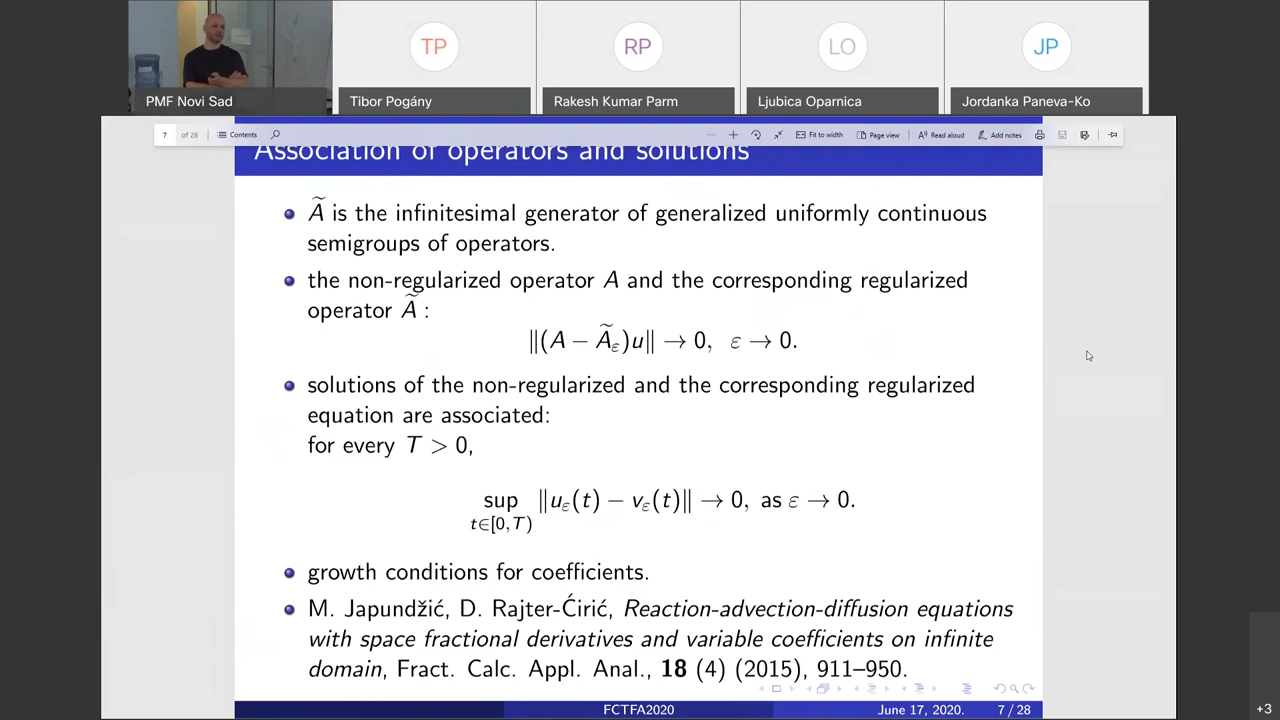 TP
RP
LO
JP
PMF Novi Sad
Tibor Pogány
Rakesh Kumar Parm
Ljubica Oparnica
Jordanka Paneva-Ko
7 of 28 Contents Fit to width Page view Read aloud Add notes
Association of operators and solutions
Ã is the infinitesimal generator of generalized uniformly continuous
semigroups of operators.
the non-regularized operator A and the corresponding regularized
operator Ã :
‖(A − Ã_ε)u‖ → 0, ε → 0.
solutions of the non-regularized and the corresponding regularized
equation are associated:
for every T > 0,
sup ‖u_ε(t) − v_ε(t)‖ → 0, as ε → 0.
t∈[0,T)
growth conditions for coefficients.
M. Japundžić, D. Rajter-Ćirić, Reaction-advection-diffusion equations
with space fractional derivatives and variable coefficients on infinite
domain, Fract. Calc. Appl. Anal., 18 (4) (2015), 911–950.
FCTFA2020 June 17, 2020. 7 / 28
+3